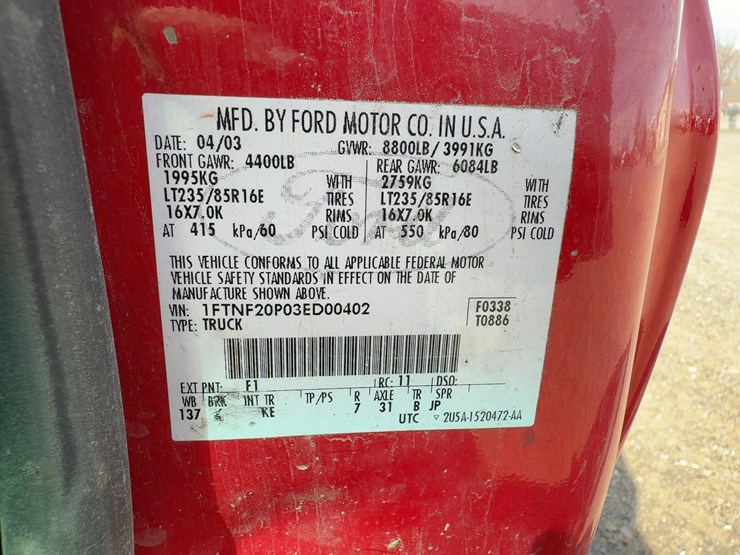 MFD. BY FORD MOTOR CO. IN U.S.A.
DATE: 04/03 GVWR: 8800LB/3991KG
FRONT GAWR: 4400LB REAR GAWR: 6084LB
1995KG WITH 2759KG WITH
LT235/85R16E TIRES LT235/85R16E TIRES
16X7.0K RIMS 16X7.0K RIMS
AT 415 kPa/60 PSI COLD AT 550 kPa/80 PSI COLD
Ford
THIS VEHICLE CONFORMS TO ALL APPLICABLE FEDERAL MOTOR
VEHICLE SAFETY STANDARDS IN EFFECT ON THE DATE OF
MANUFACTURE SHOWN ABOVE.
VIN: 1FTNF20P03ED00402 F0338
TYPE: TRUCK T0886
EXT PNT: F1 RC: 11 DSO:
WB BRK INT TR TP/PS R AXLE TR SPR
137 KE 7 31 B JP
UTC 2U5A-1520472-AA